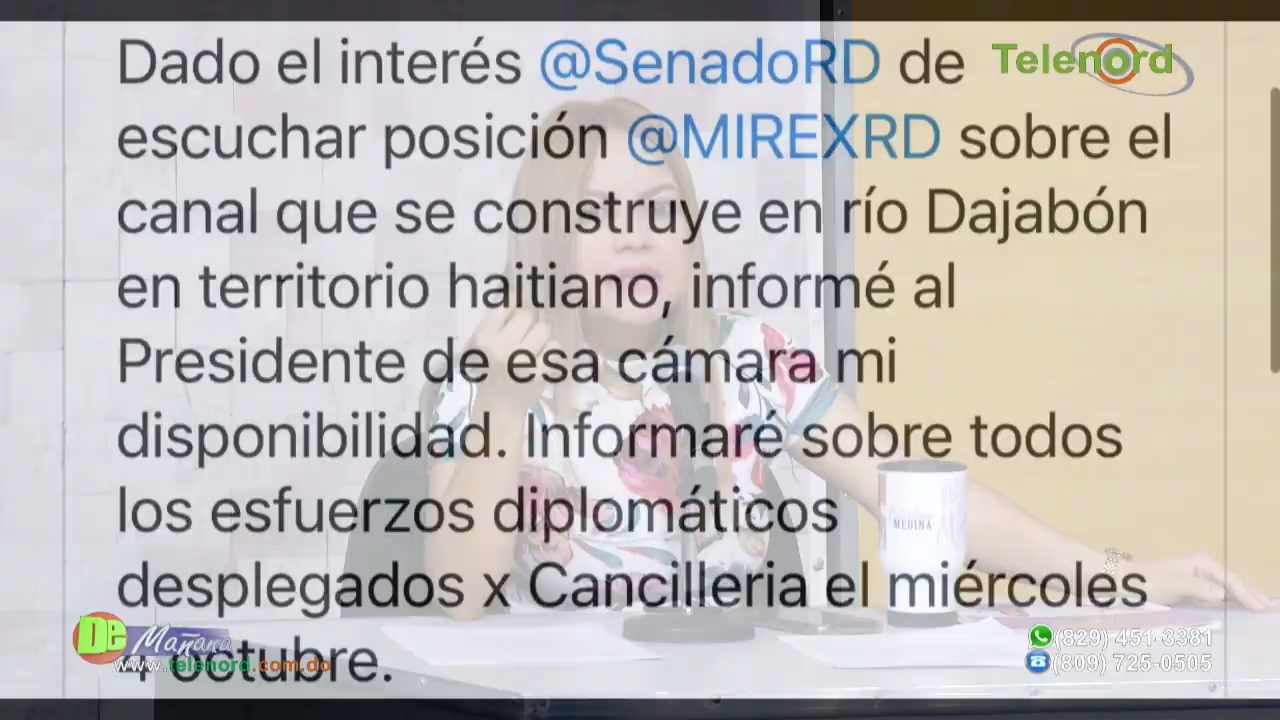 Dado el interés @SenadoRD de
escuchar posición @MIREXRD sobre el
canal que se construye en río Dajabón
en territorio haitiano, informé al
Presidente de esa cámara mi
disponibilidad. Informaré sobre todos
los esfuerzos diplomáticos
desplegados x Cancilleria el miércoles
4 octubre.
Telenord
MEDINA
De Mañana
www.telenord.com.do
(829) 451-3381
(809) 725-0505